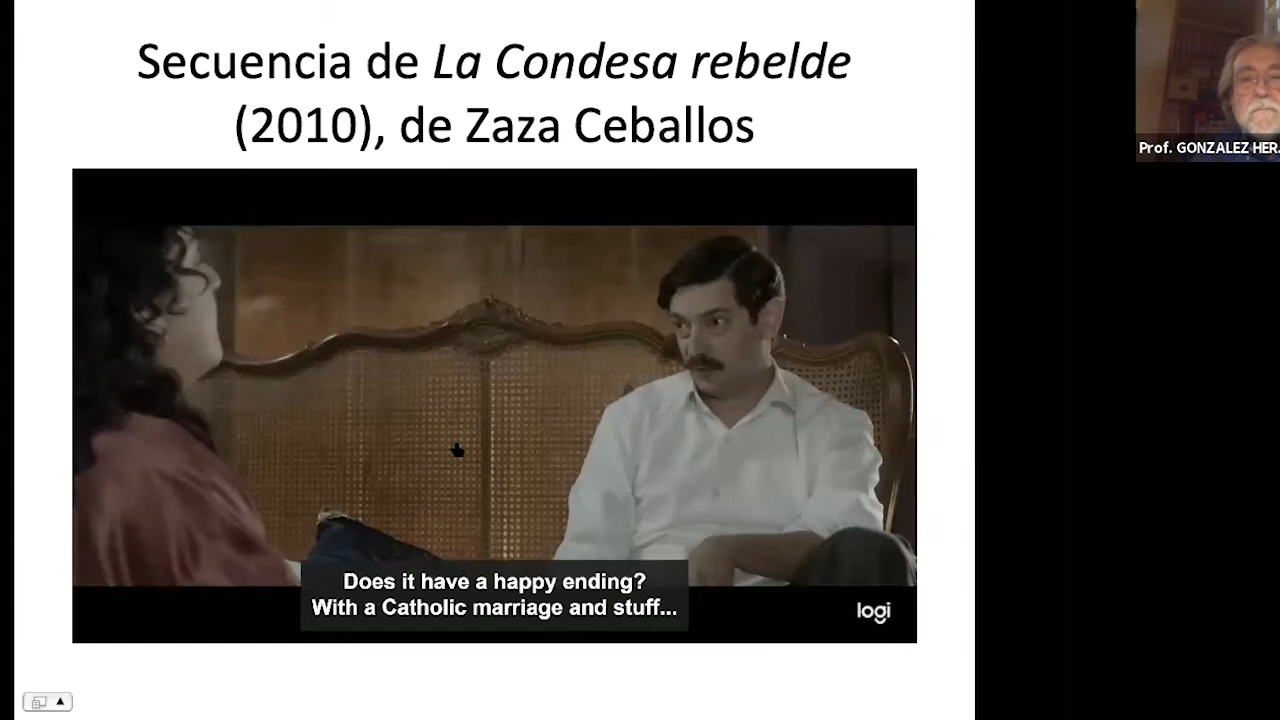 Secuencia de La Condesa rebelde
(2010), de Zaza Ceballos
Prof. GONZALEZ HER.
Does it have a happy ending?
With a Catholic marriage and stuff...
logi